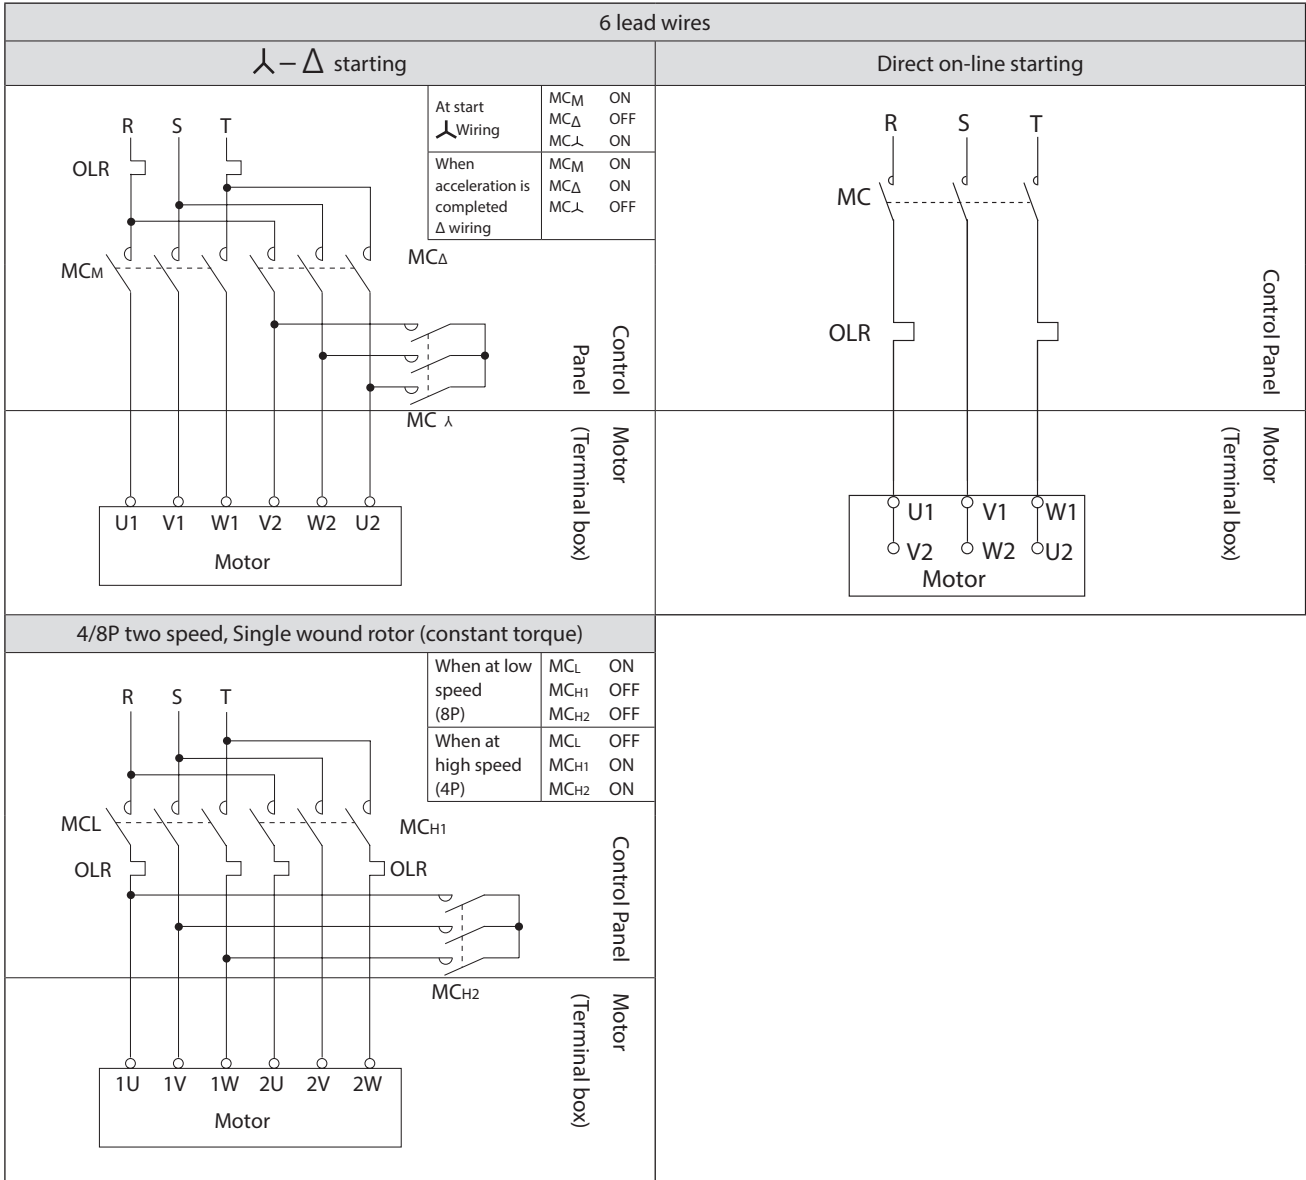 6 lead wires
⅄ – Δ starting
Direct on-line starting
At start
⅄ Wiring
MCM ON
MCΔ OFF
MC⅄ ON
When
acceleration is
completed
Δ wiring
MCM ON
MCΔ ON
MC⅄ OFF
R S T
OLR
MCM
MCΔ
MC ⅄
Control
Panel
Motor
(Terminal box)
U1 V1 W1 V2 W2 U2
Motor
R S T
MC
OLR
Control Panel
Motor
(Terminal box)
U1 V1 W1
V2 W2 U2
Motor
4/8P two speed, Single wound rotor (constant torque)
When at low
speed
(8P)
MCL ON
MCH1 OFF
MCH2 OFF
When at
high speed
(4P)
MCL OFF
MCH1 ON
MCH2 ON
R S T
MCL
MCH1
OLR
OLR
MCH2
Control Panel
Motor
(Terminal box)
1U 1V 1W 2U 2V 2W
Motor